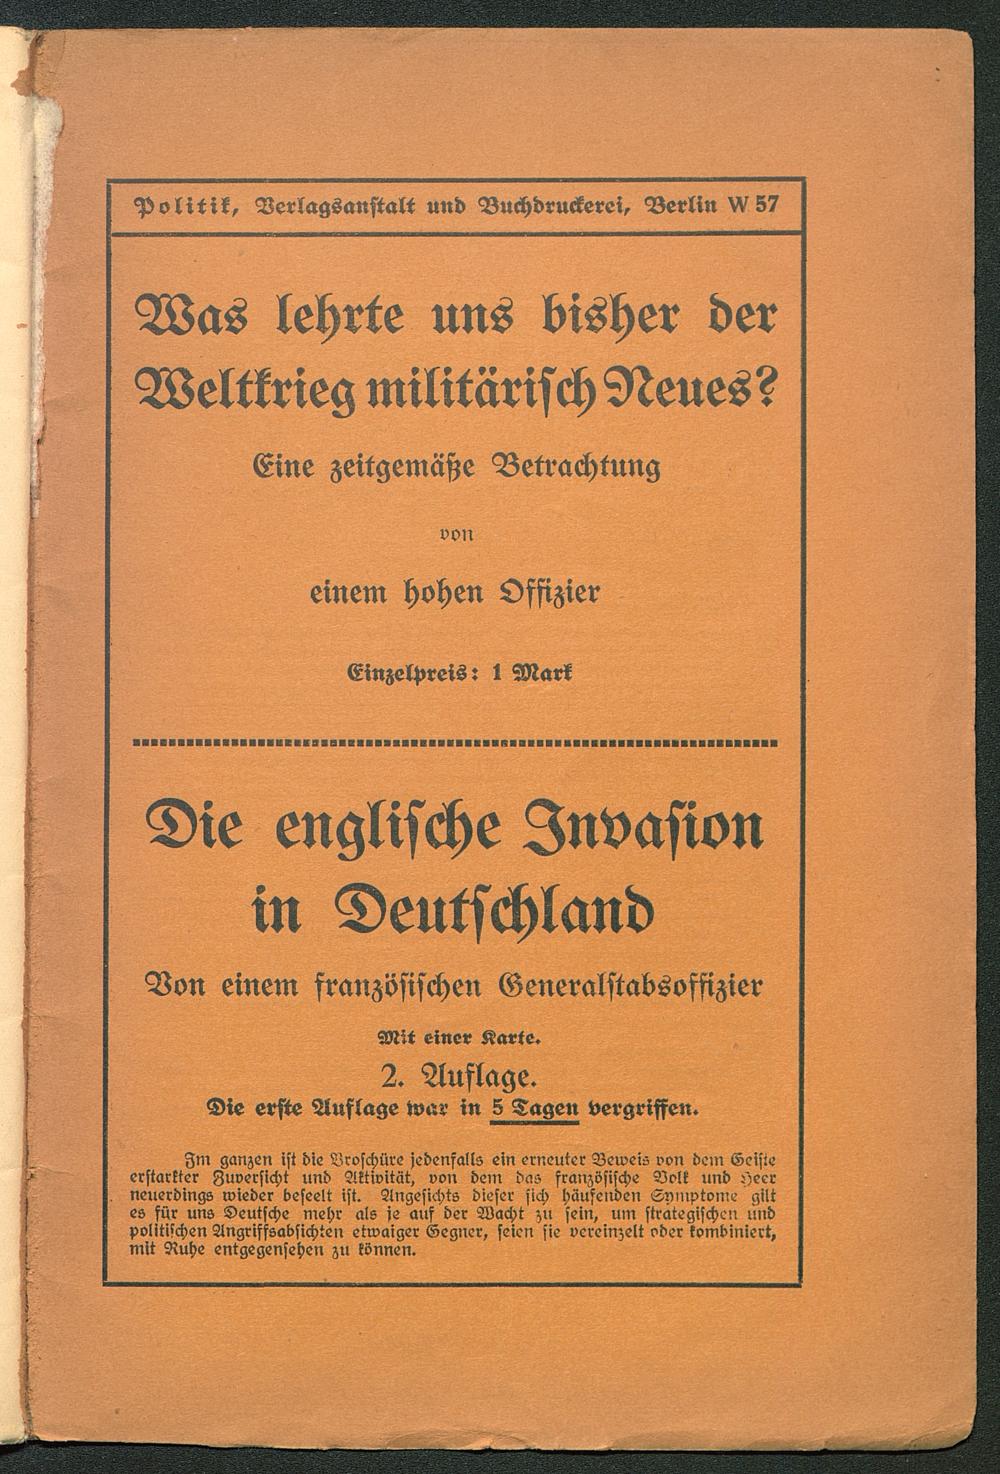 Politik, Verlagsanſtalt und Buchdruckerei, Berlin W 57
Was lehrte uns bisher der
Weltkrieg militäriſch Neues?
Eine zeitgemäße Betrachtung
von
einem hohen Offizier
Einzelpreis: 1 Mark
Die engliſche Invaſion
in Deutſchland
Von einem franzöſiſchen Generalſtabsoffizier
Mit einer Karte.
2. Auflage.
Die erſte Auflage war in 5 Tagen vergriffen.
Im ganzen iſt die Broſchüre jedenfalls ein erneuter Beweis von dem Geiſte
erſtarkter Zuverſicht und Aktivität, von dem das franzöſiſche Volk und Heer
neuerdings wieder beſeelt iſt. Angeſichts dieſer ſich häufenden Symptome gilt
es für uns Deutſche mehr als je auf der Wacht zu ſein, um ſtrategiſchen und
politiſchen Angriffsabſichten etwaiger Gegner, ſeien ſie vereinzelt oder kombiniert,
mit Ruhe entgegenſehen zu können.